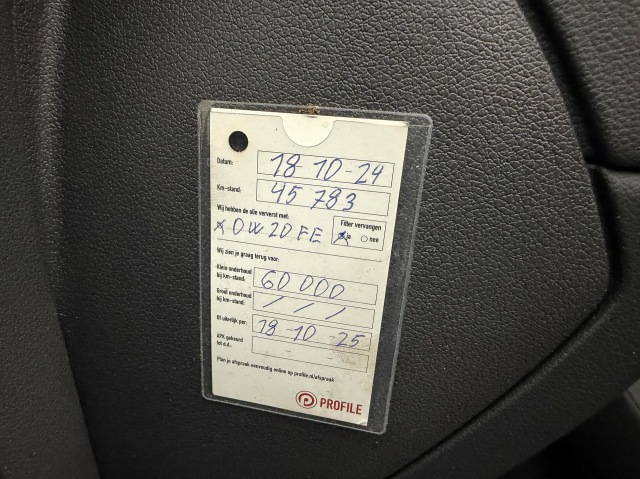 Datum: 18-10-24
Km-stand: 45 783
Wij hebben de olie ververst met: Filter vervangen
0W20FE ja nee
Wij zien je graag terug voor:
Klein onderhoud bij km-stand: 60 000
Groot onderhoud bij km-stand: / / /
Of uiterlijk per: 18-10-25
APK gekeurd tot d.d.: - -
Plan je afspraak eenvoudig online op profile.nl/afspraak
PROFILE